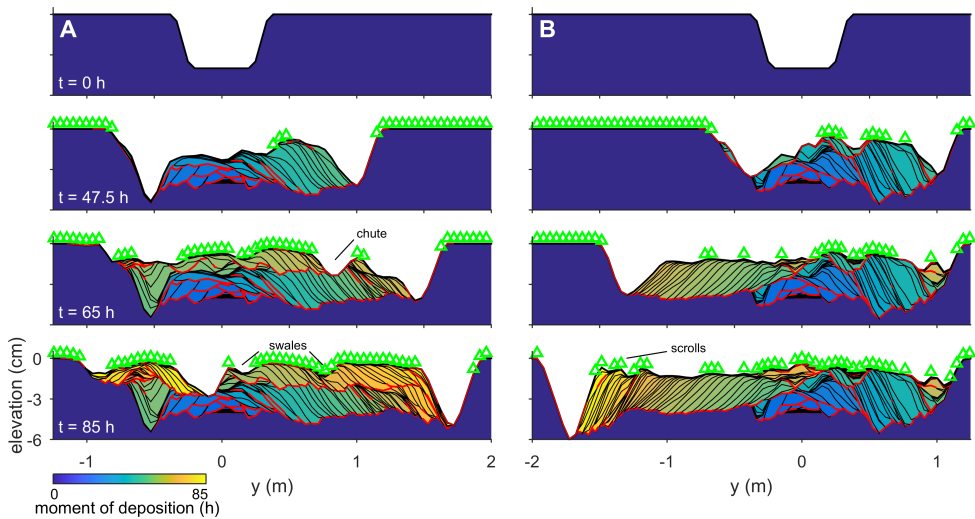 A
B
t = 0 h
t = 47.5 h
chute
t = 65 h
elevation (cm)
0
-3
-6
swales
scrolls
t = 85 h
-1 0 1 2
-2 -1 0 1
y (m)
y (m)
0 85
moment of deposition (h)